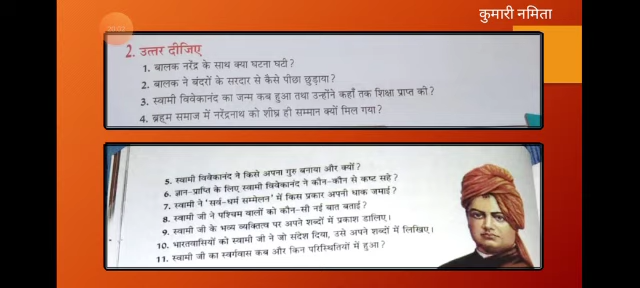 कुमारी नमिता
2. उत्तर दीजिए
1. बालक नरेंद्र के साथ क्या घटना घटी?
2. बालक ने बंदरों के सरदार से कैसे पीछा छुड़ाया?
3. स्वामी विवेकानंद का जन्म कब हुआ तथा उन्होंने कहाँ तक शिक्षा प्राप्त की?
4. ब्रह्म समाज में नरेंद्रनाथ को शीघ्र ही सम्मान क्यों मिल गया?
5. स्वामी विवेकानंद ने किसे अपना गुरु बनाया और क्यों?
6. ज्ञान-प्राप्ति के लिए स्वामी विवेकानंद ने कौन-कौन से कष्ट सहे?
7. स्वामी ने 'सर्व-धर्म सम्मेलन' में किस प्रकार अपनी धाक जमाई?
8. स्वामी जी ने पश्चिम वालों को कौन-सी नई बात बताई?
9. स्वामी जी के भव्य व्यक्तित्व पर अपने शब्दों में प्रकाश डालिए।
10. भारतवासियों को स्वामी जी ने जो संदेश दिया, उसे अपने शब्दों में लिखिए।
11. स्वामी जी का स्वर्गवास कब और किन परिस्थितियों में हुआ?